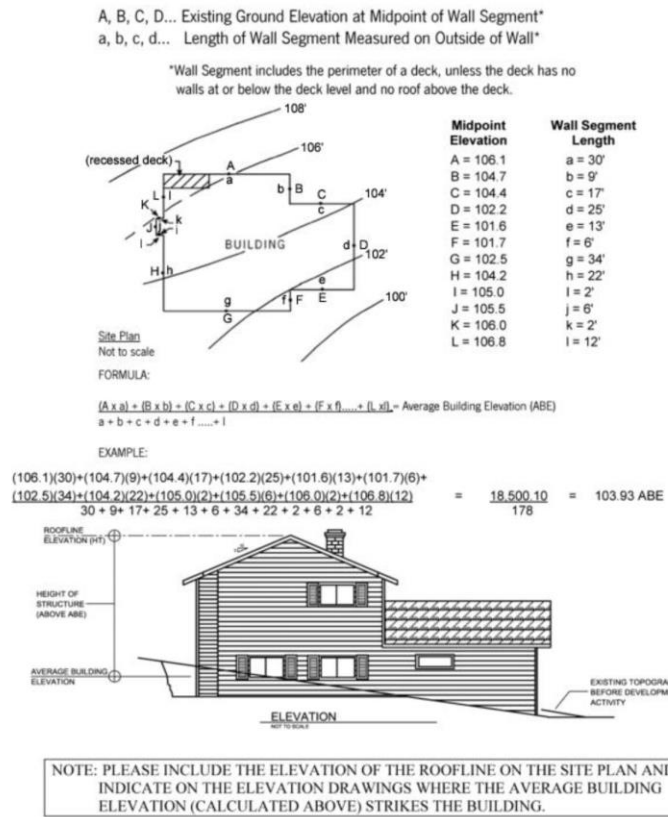 A, B, C, D... Existing Ground Elevation at Midpoint of Wall Segment*
a, b, c, d... Length of Wall Segment Measured on Outside of Wall*
*Wall Segment includes the perimeter of a deck, unless the deck has no
walls at or below the deck level and no roof above the deck.
108'
106'
(recessed deck)
A
a
b B
C
c
104'
L l
K
k
J
j
I
i
BUILDING
d D
102'
H h
e
E
f F
g
G
100'
Site Plan
Not to scale
Midpoint Elevation
Wall Segment Length
A = 106.1 a = 30'
B = 104.7 b = 9'
C = 104.4 c = 17'
D = 102.2 d = 25'
E = 101.6 e = 13'
F = 101.7 f = 6'
G = 102.5 g = 34'
H = 104.2 h = 22'
I = 105.0 I = 2'
J = 105.5 j = 6'
K = 106.0 k = 2'
L = 106.8 l = 12'
FORMULA:
(A x a) + (B x b) + (C x c) + (D x d) + (E x e) + (F x f).....+ (L xl) = Average Building Elevation (ABE)
a + b + c + d + e + f .....+ l
EXAMPLE:
(106.1)(30)+(104.7)(9)+(104.4)(17)+(102.2)(25)+(101.6)(13)+(101.7)(6)+
(102.5)(34)+(104.2)(22)+(105.0)(2)+(105.5)(6)+(106.0)(2)+(106.8)(12) = 18,500.10 = 103.93 ABE
30 + 9+ 17+ 25 + 13 + 6 + 34 + 22 + 2 + 6 + 2 + 12 178
ROOFLINE
ELEVATION (HT)
HEIGHT OF
STRUCTURE
(ABOVE ABE)
AVERAGE BUILDING
ELEVATION
EXISTING TOPOGRA
BEFORE DEVELOPM
ACTIVITY
ELEVATION
NOT TO SCALE
NOTE: PLEASE INCLUDE THE ELEVATION OF THE ROOFLINE ON THE SITE PLAN AND
INDICATE ON THE ELEVATION DRAWINGS WHERE THE AVERAGE BUILDING
ELEVATION (CALCULATED ABOVE) STRIKES THE BUILDING.